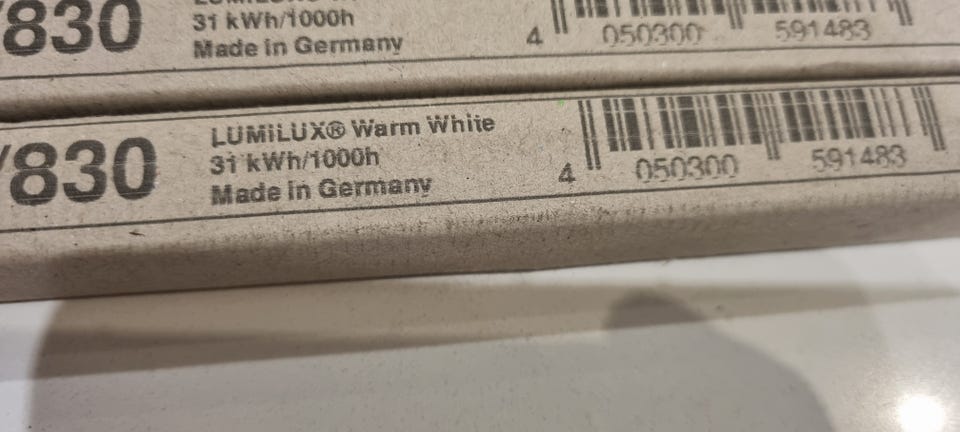 /830
31 kWh/1000h
Made in Germany
4 050300 591483
/830
LUMILUX® Warm White
31 kWh/1000h
Made in Germany
4 050300 591483